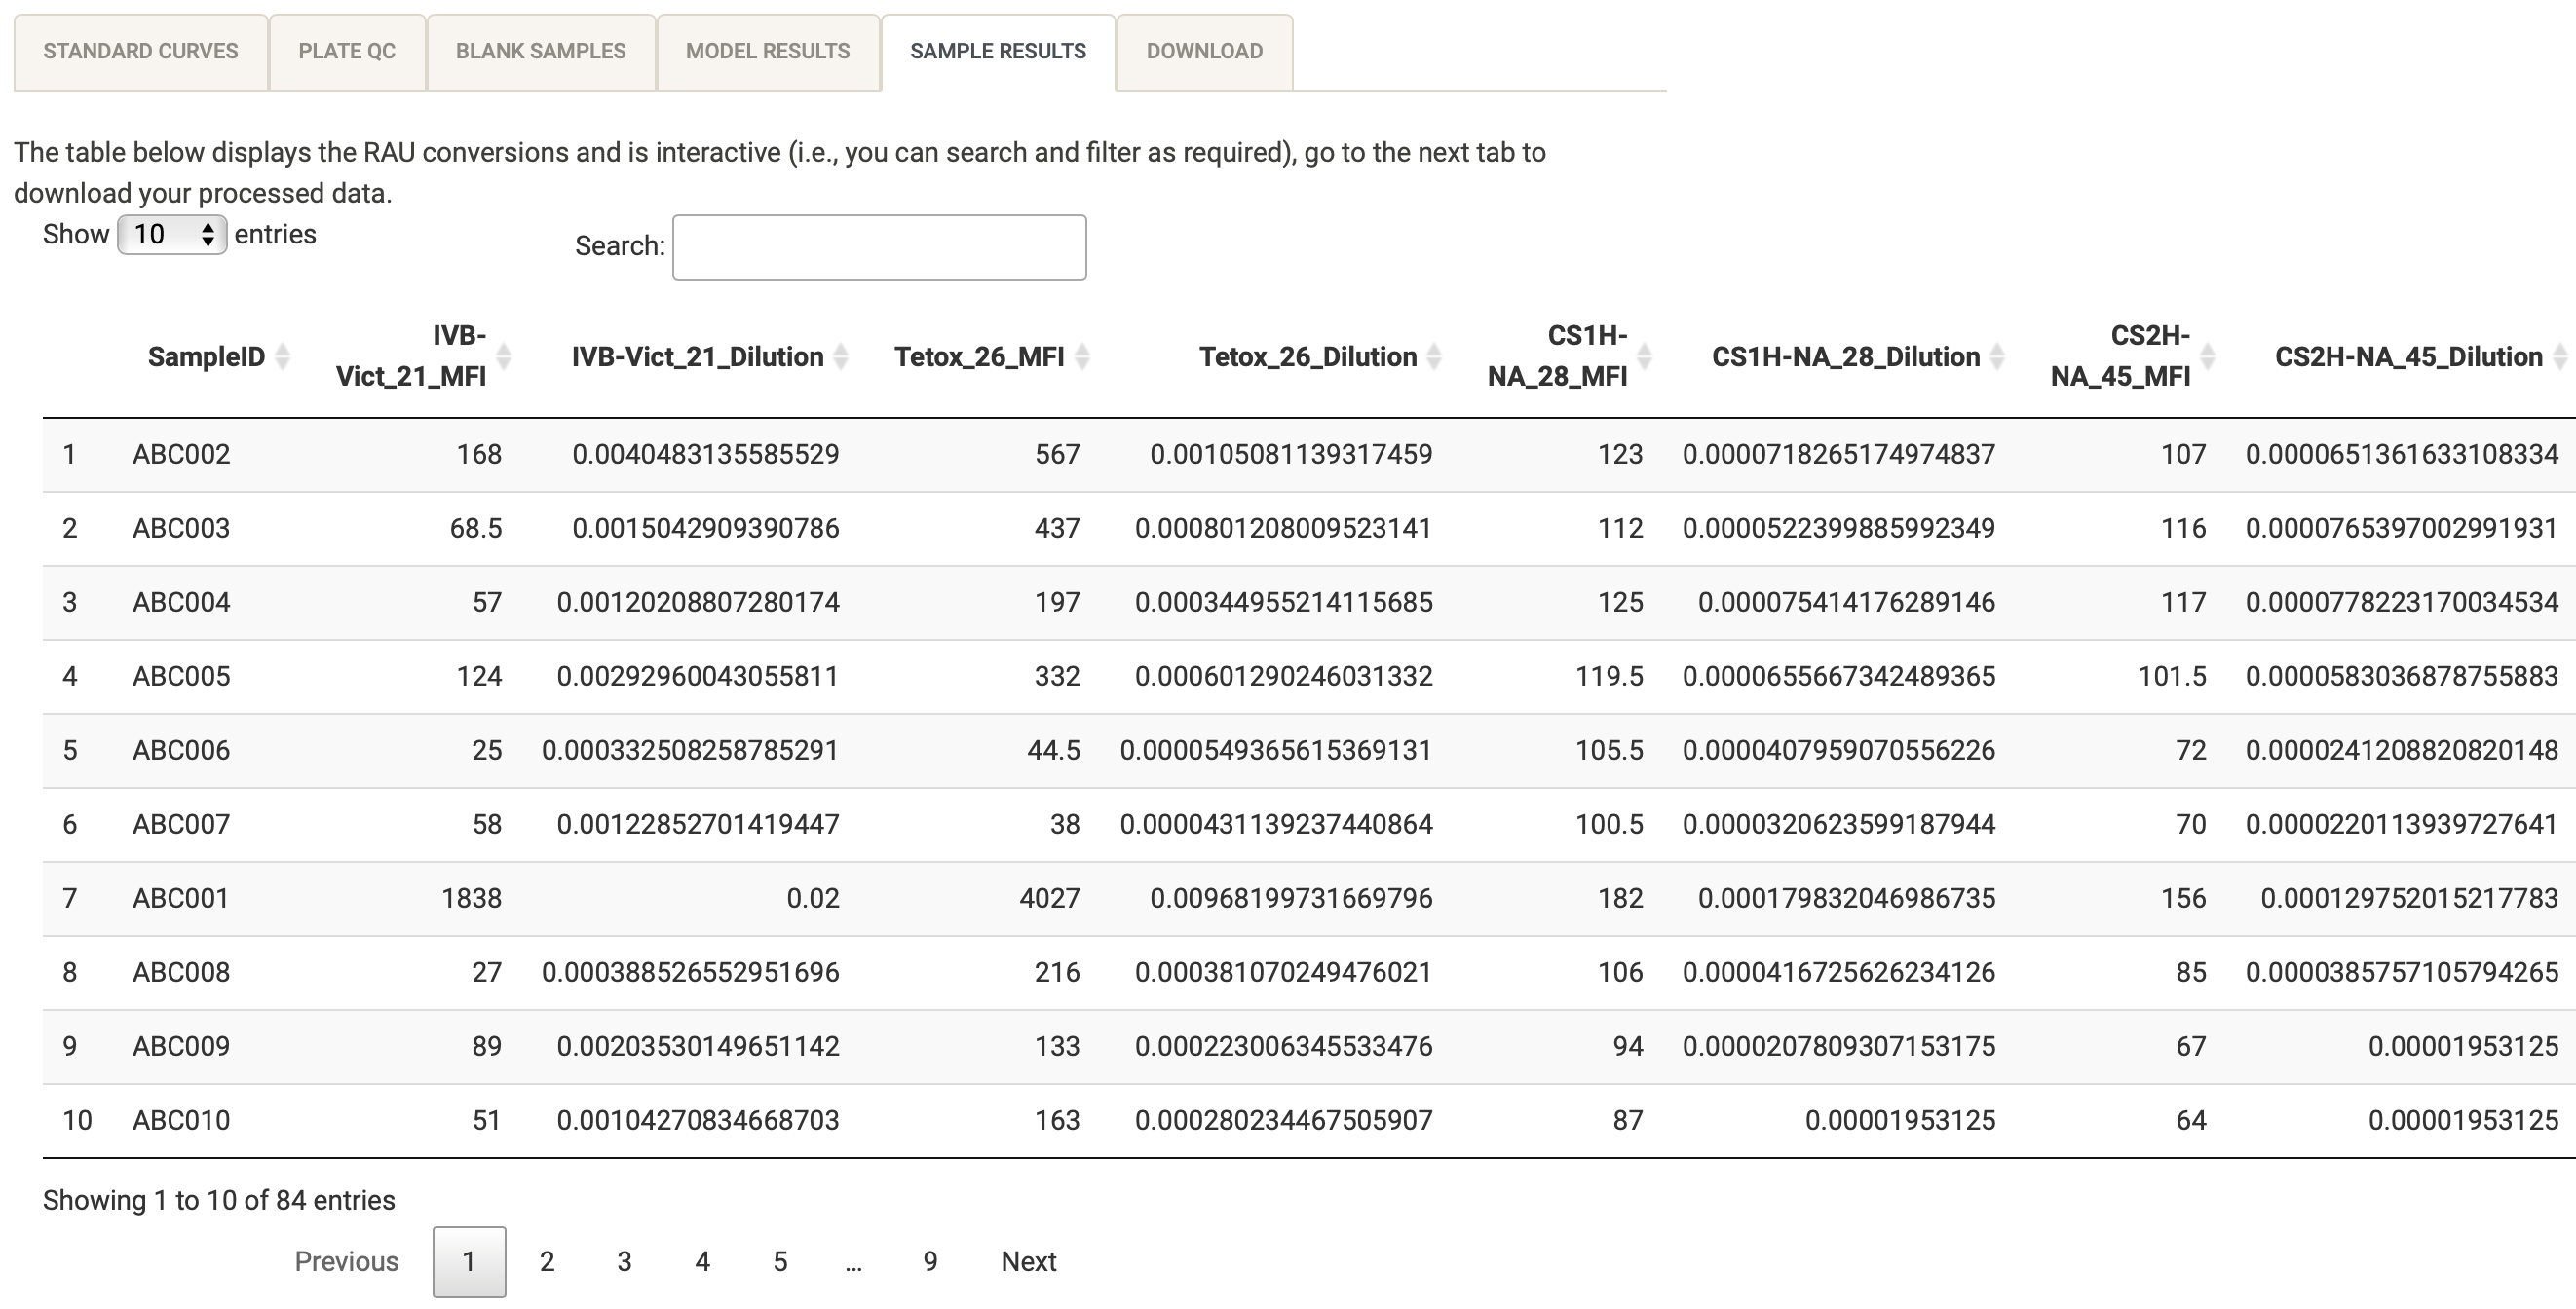 STANDARD CURVES PLATE QC BLANK SAMPLES MODEL RESULTS SAMPLE RESULTS DOWNLOAD
The table below displays the RAU conversions and is interactive (i.e., you can search and filter as required), go to the next tab to
download your processed data.
Show 10 entries Search:
SampleID IVB-Vict_21_MFI IVB-Vict_21_Dilution Tetox_26_MFI Tetox_26_Dilution CS1H-NA_28_MFI CS1H-NA_28_Dilution CS2H-NA_45_MFI CS2H-NA_45_Dilution
1 ABC002 168 0.0040483135585529 567 0.00105081139317459 123 0.0000718265174974837 107 0.0000651361633108334
2 ABC003 68.5 0.0015042909390786 437 0.000801208009523141 112 0.0000522399885992349 116 0.0000765397002991931
3 ABC004 57 0.00120208807280174 197 0.000344955214115685 125 0.000075414176289146 117 0.0000778223170034534
4 ABC005 124 0.00292960043055811 332 0.000601290246031332 119.5 0.0000655667342489365 101.5 0.0000583036878755883
5 ABC006 25 0.000332508258785291 44.5 0.0000549365615369131 105.5 0.0000407959070556226 72 0.0000241208820820148
6 ABC007 58 0.00122852701419447 38 0.0000431139237440864 100.5 0.0000320623599187944 70 0.0000220113939727641
7 ABC001 1838 0.02 4027 0.00968199731669796 182 0.000179832046986735 156 0.000129752015217783
8 ABC008 27 0.000388526552951696 216 0.000381070249476021 106 0.0000416725626234126 85 0.0000385757105794265
9 ABC009 89 0.00203530149651142 133 0.000223006345533476 94 0.0000207809307153175 67 0.00001953125
10 ABC010 51 0.00104270834668703 163 0.000280234467505907 87 0.00001953125 64 0.00001953125
Showing 1 to 10 of 84 entries
Previous 1 2 3 4 5 … 9 Next